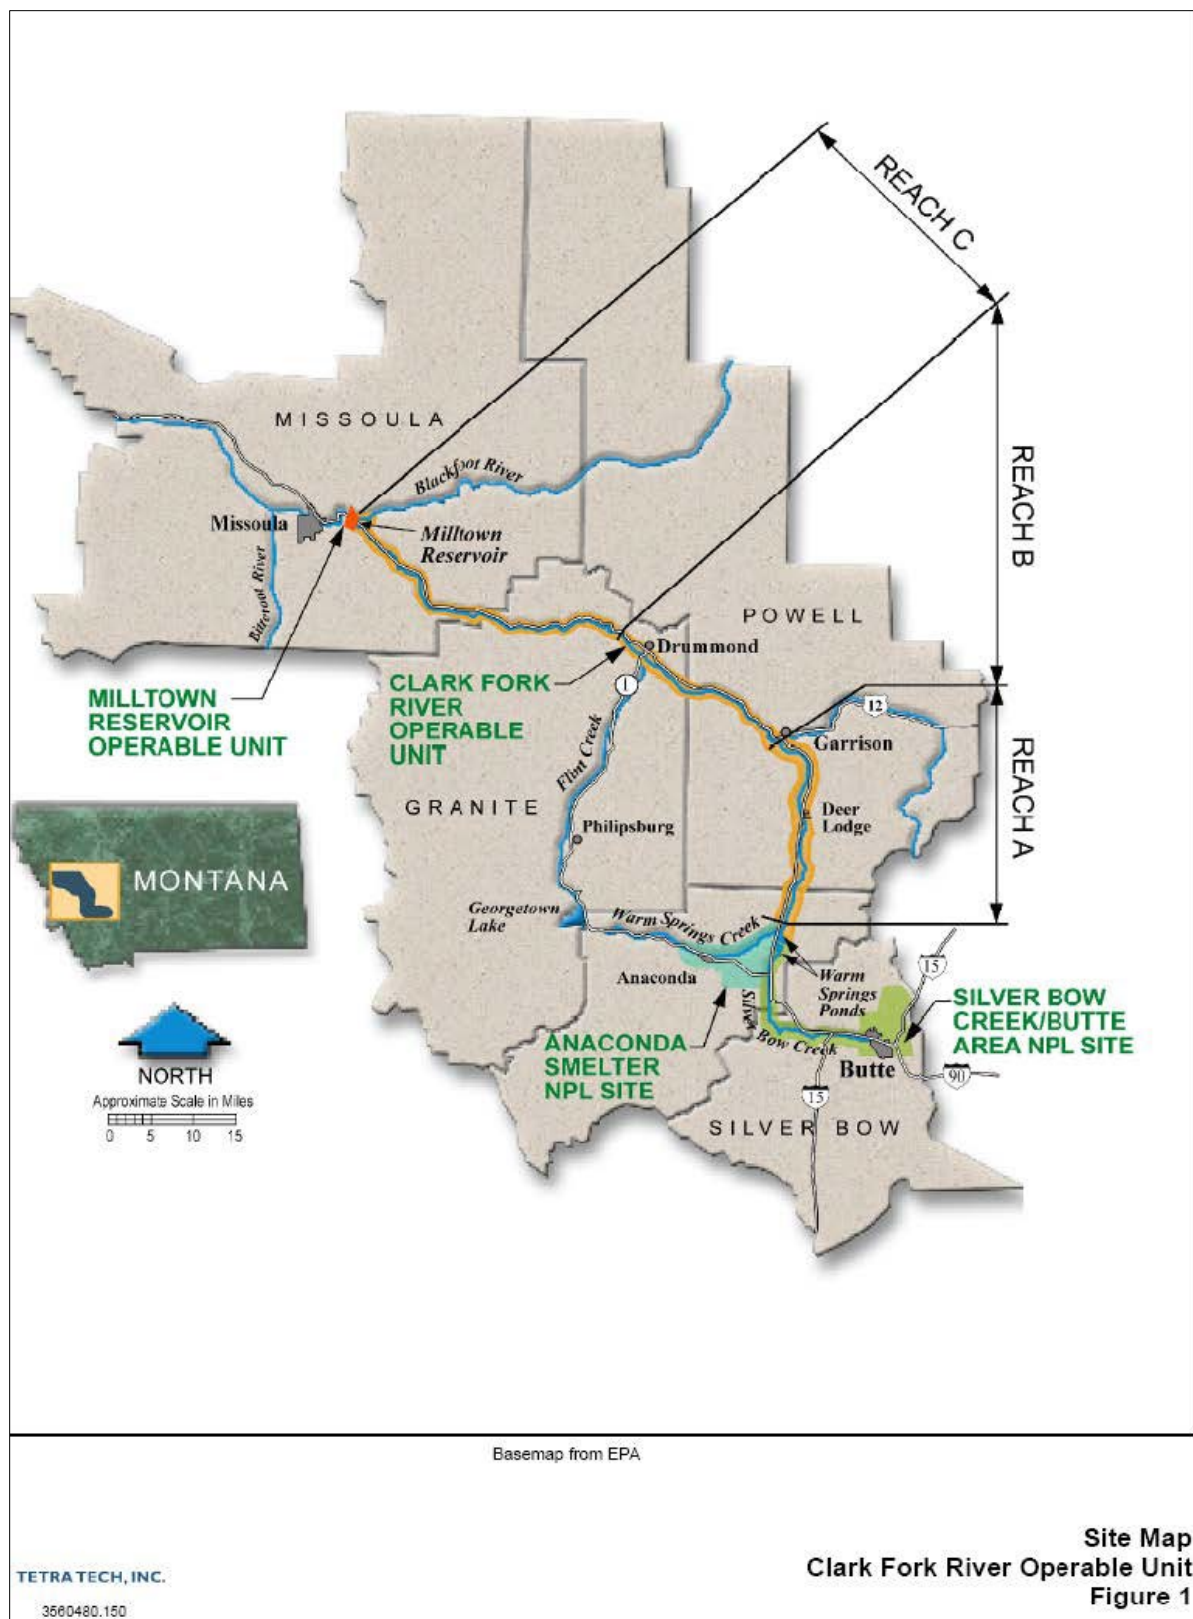 REACH C
MISSOULA
REACH B
Blackfoot River
Missoula
Milltown
Reservoir
Bitteroot River
POWELL
Drummond
MILLTOWN
RESERVOIR
OPERABLE UNIT
CLARK FORK
RIVER
OPERABLE
UNIT
1
12
Garrison
Flint Creek
REACH A
GRANITE
Deer
Lodge
Philipsburg
MONTANA
Georgetown
Lake
Warm Springs Creek
15
Anaconda
Warm
Springs
Ponds
SILVER BOW
CREEK/BUTTE
AREA NPL SITE
Silver Bow Creek
ANACONDA
SMELTER
NPL SITE
Butte
90
15
NORTH
Approximate Scale in Miles
0 5 10 15
SILVER BOW
Basemap from EPA
Site Map
Clark Fork River Operable Unit
Figure 1
TETRA TECH, INC.
3560480.150